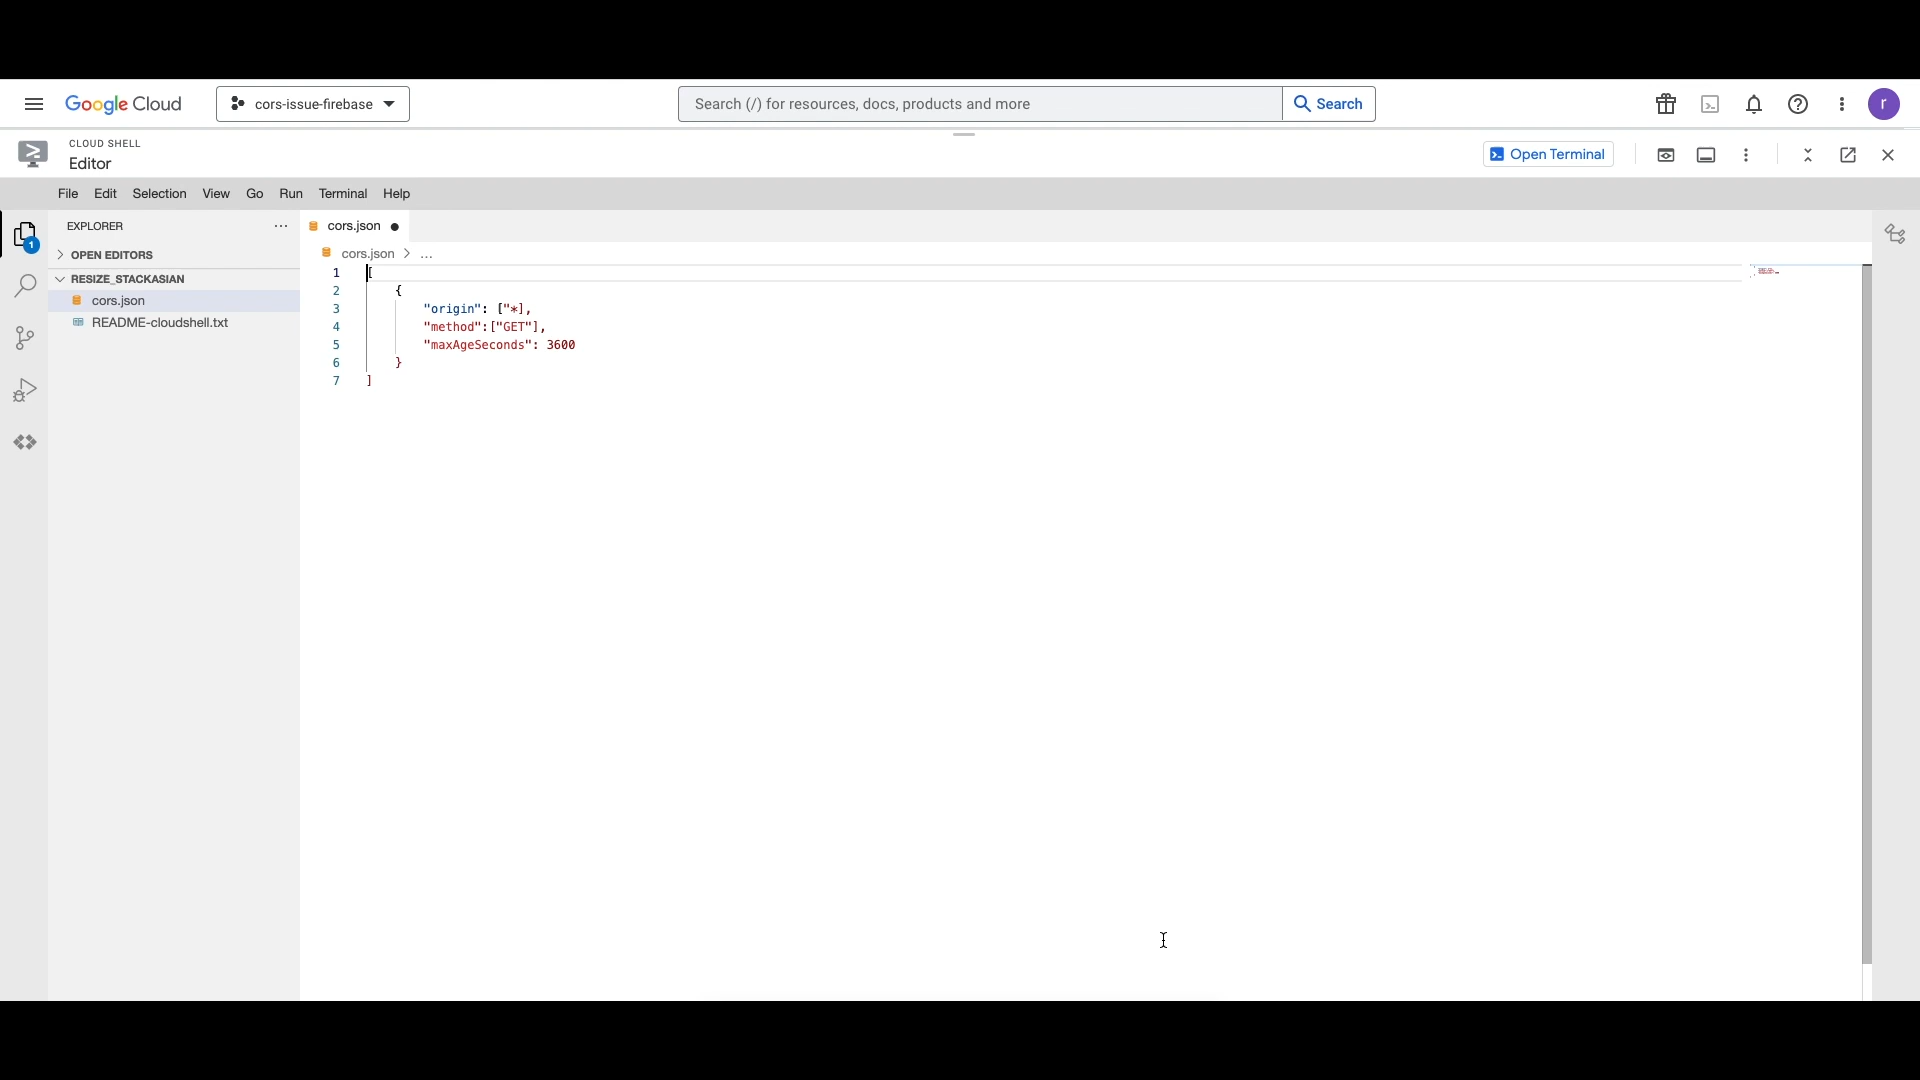 Google Cloud
cors-issue-firebase
Search (/) for resources, docs, products and more
Search
r
CLOUD SHELL
Editor
Open Terminal
File Edit Selection View Go Run Terminal Help
EXPLORER
1
OPEN EDITORS
RESIZE_STACKASIAN
cors.json
README-cloudshell.txt
cors.json
cors.json > ...
1 [
2 {
3 "origin": ["*],
4 "method":["GET"],
5 "maxAgeSeconds": 3600
6 }
7 ]